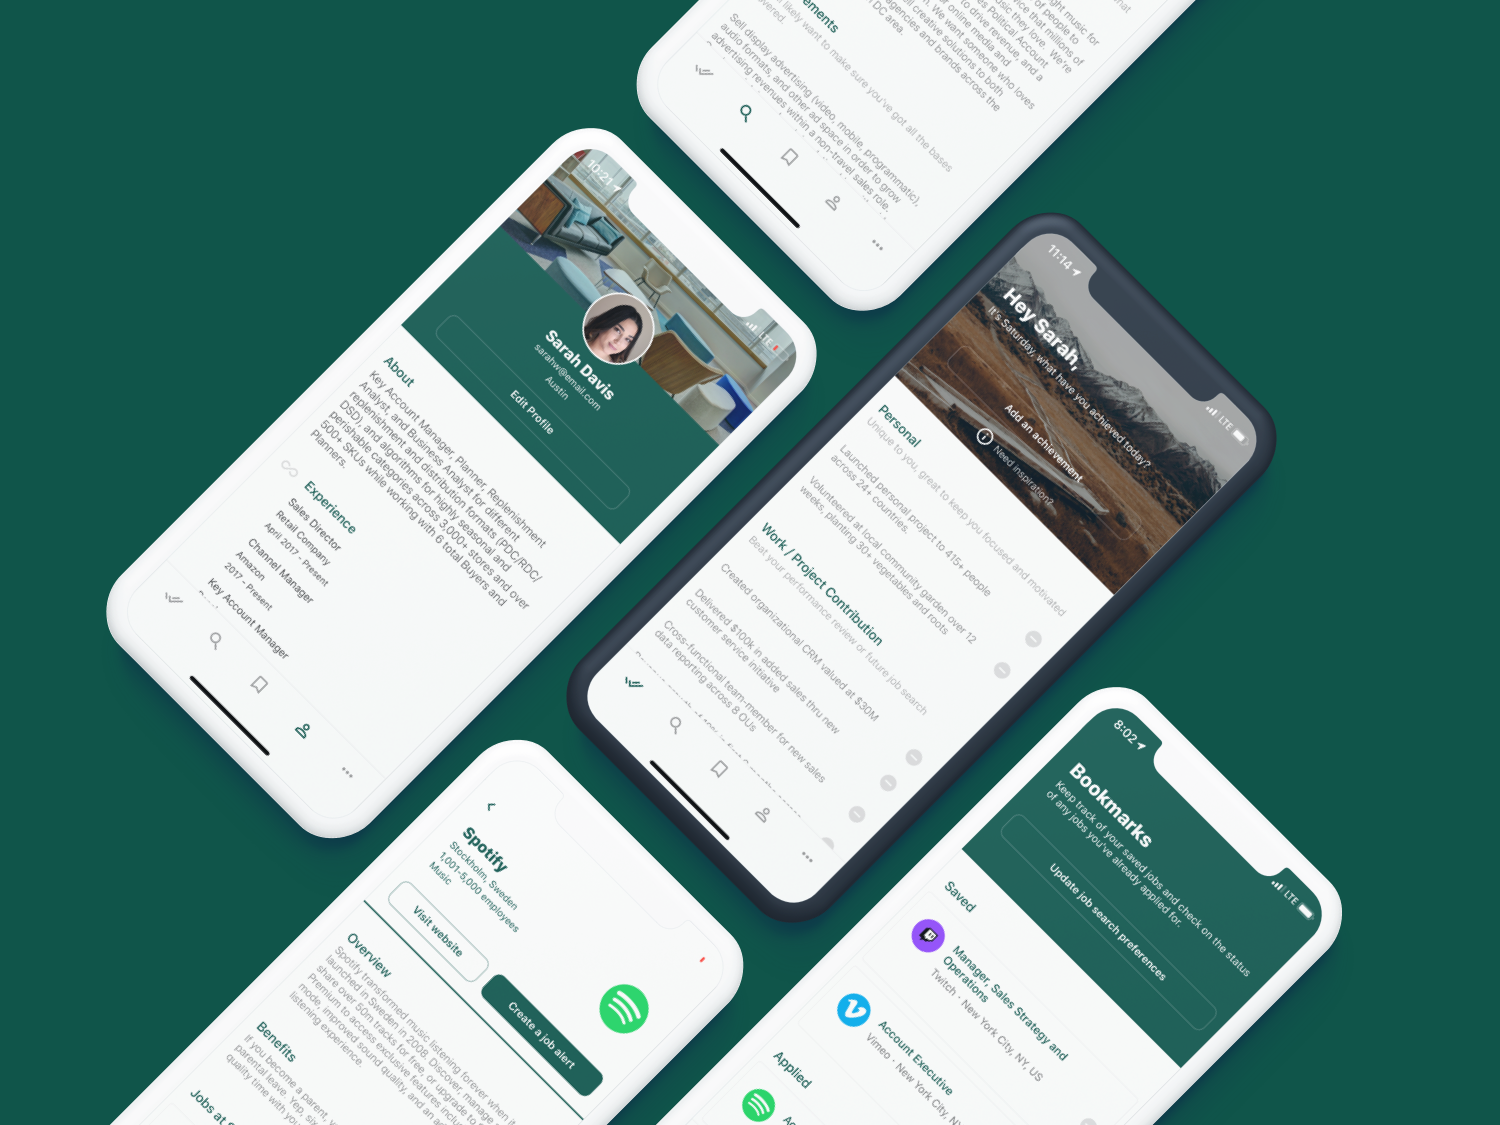 ements
likely want to make sure you've got all the bases
Sell display advertising (video, mobile, programmatic),
audio formats, and other ad space in order to grow
advertising revenues within a non-travel sales role.
ght music for
of people to
vice that millions of
music they love. We're
s Political Account
to drive revenue, and a
r online media and
. We want someone who loves
ll creative solutions to both
agencies and brands across the
DC area.
10:21
LTE
Sarah Davis
sarahw@email.com
Austin
Edit Profile
About
Key Account Manager, Planner, Replenishment
Analyst, and Business Analyst for different
replenishment and distribution formats (PDC/RDC/
DSD), and algorithms for highly seasonal and
perishable categories across 3,000+ stores and over
500+ SKUs while working with 6 total Buyers and
Planners.
Experience
Sales Director
Retail Company
April 2017 - Present
Channel Manager
Amazon
2017 - Present
Key Account Manager
11:14
LTE
Hey Sarah,
It's Saturday, what have you achieved today?
Add an achievement
Need inspiration?
Personal
Unique to you, great to keep you focused and motivated
Launched personal project to 415+ people
across 24+ countries.
Volunteered at local community garden over 12
weeks, planting 30+ vegetables and roots
Work / Project Contribution
Beat your performance review or future job search
Created organizational CRM valued at $30M
Delivered $100k in added sales thru new
customer service initiative
Cross-functional team-member for new sales
data reporting across 8 OUs
Spotify
Stockholm, Sweden
1,001-5,000 employees
Music
Visit website
Create a job alert
Overview
Spotify transformed music listening forever when it
launched in Sweden in 2008. Discover, manage a
share over 50m tracks for free, or upgrade to
Premium to access exclusive features inclu
mode, improved sound quality, and an a
listening experience.
Benefits
If you become a parent, y
parental leave. Yep, six
quality time with you
Jobs at S
8:02
LTE
Bookmarks
Keep track of your saved jobs and check on the status
of any jobs you've already applied for.
Update job search preferences
Saved
Manager, Sales Strategy and
Operations
Twitch · New York City, NY, US
Account Executive
Vimeo · New York City, N
Applied
Ac